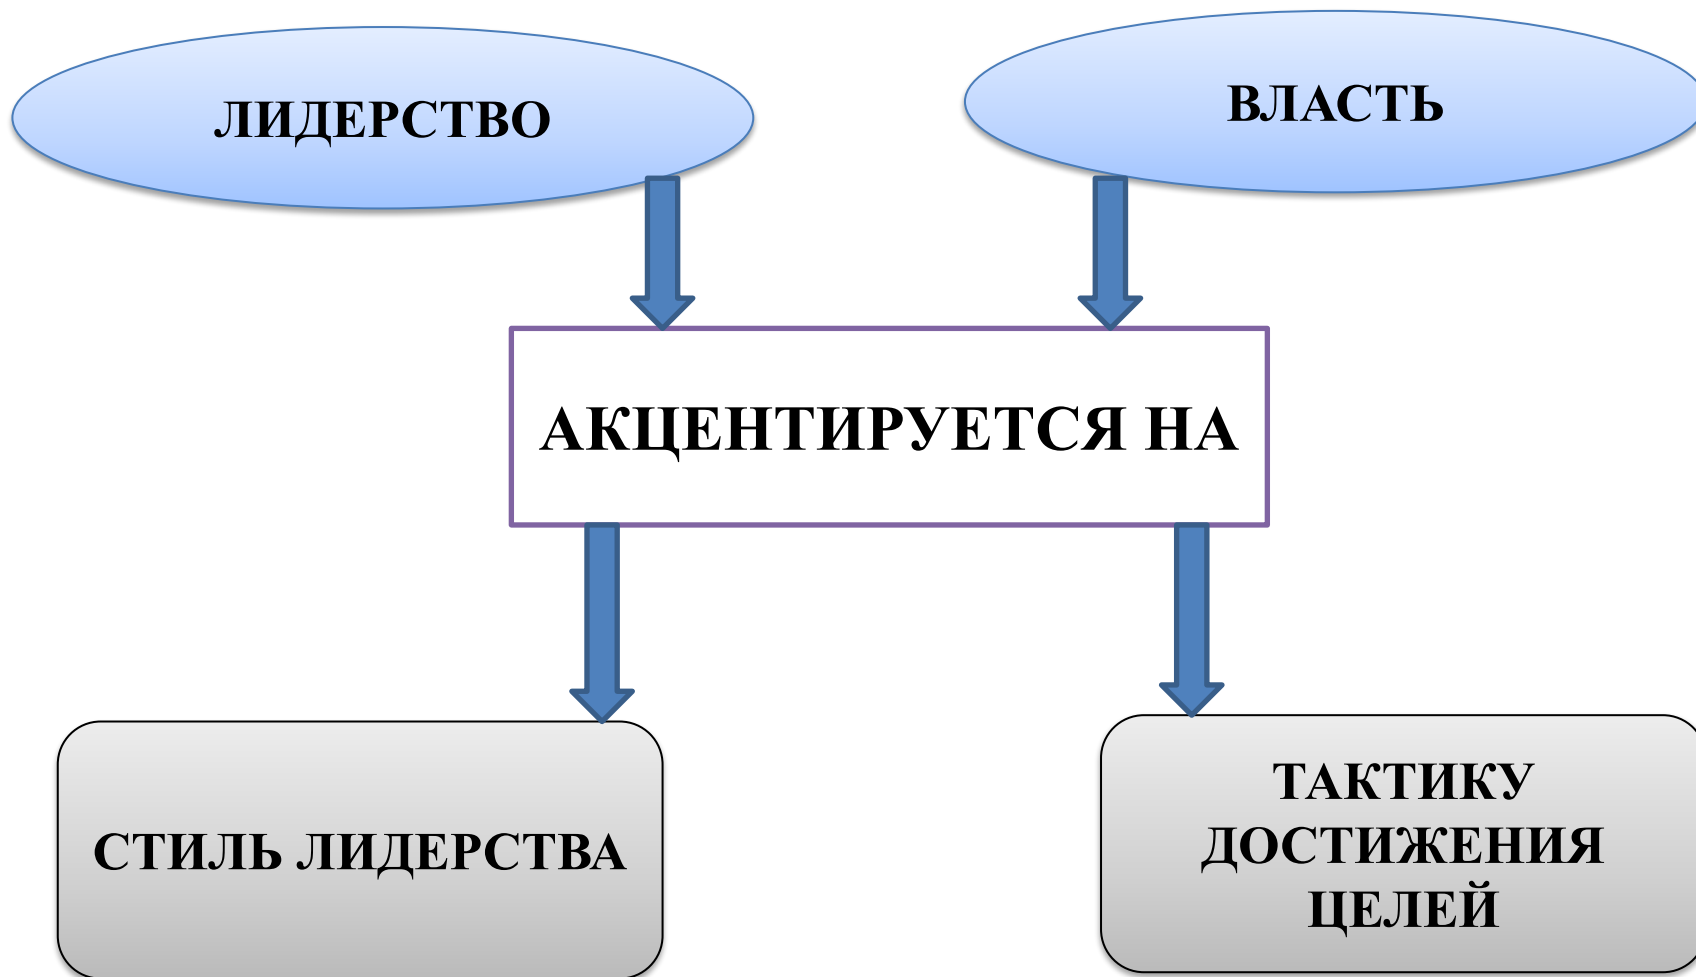 ЛИДЕРСТВО
ВЛАСТЬ
АКЦЕНТИРУЕТСЯ НА
СТИЛЬ ЛИДЕРСТВА
ТАКТИКУ
ДОСТИЖЕНИЯ
ЦЕЛЕЙ